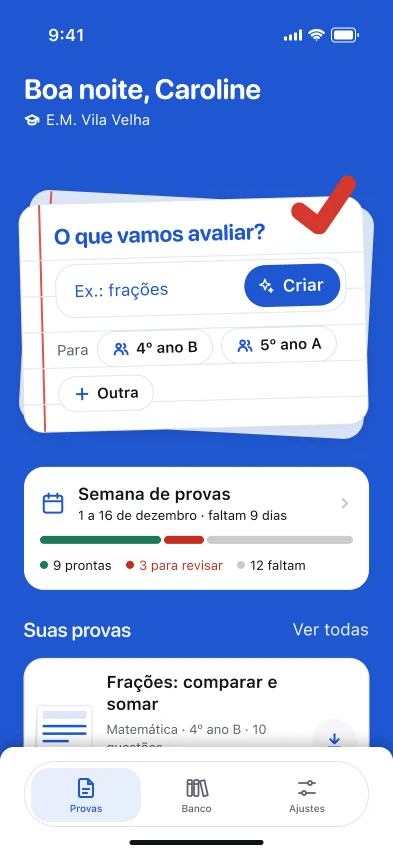 9:41
Boa noite, Caroline
E.M. Vila Velha
O que vamos avaliar?
Ex.: frações
Criar
Para
4º ano B
5º ano A
Outra
Semana de provas
1 a 16 de dezembro · faltam 9 dias
9 prontas
3 para revisar
12 faltam
Suas provas
Ver todas
Frações: comparar e
somar
Matemática · 4º ano B · 10
questões
Provas
Banco
Ajustes